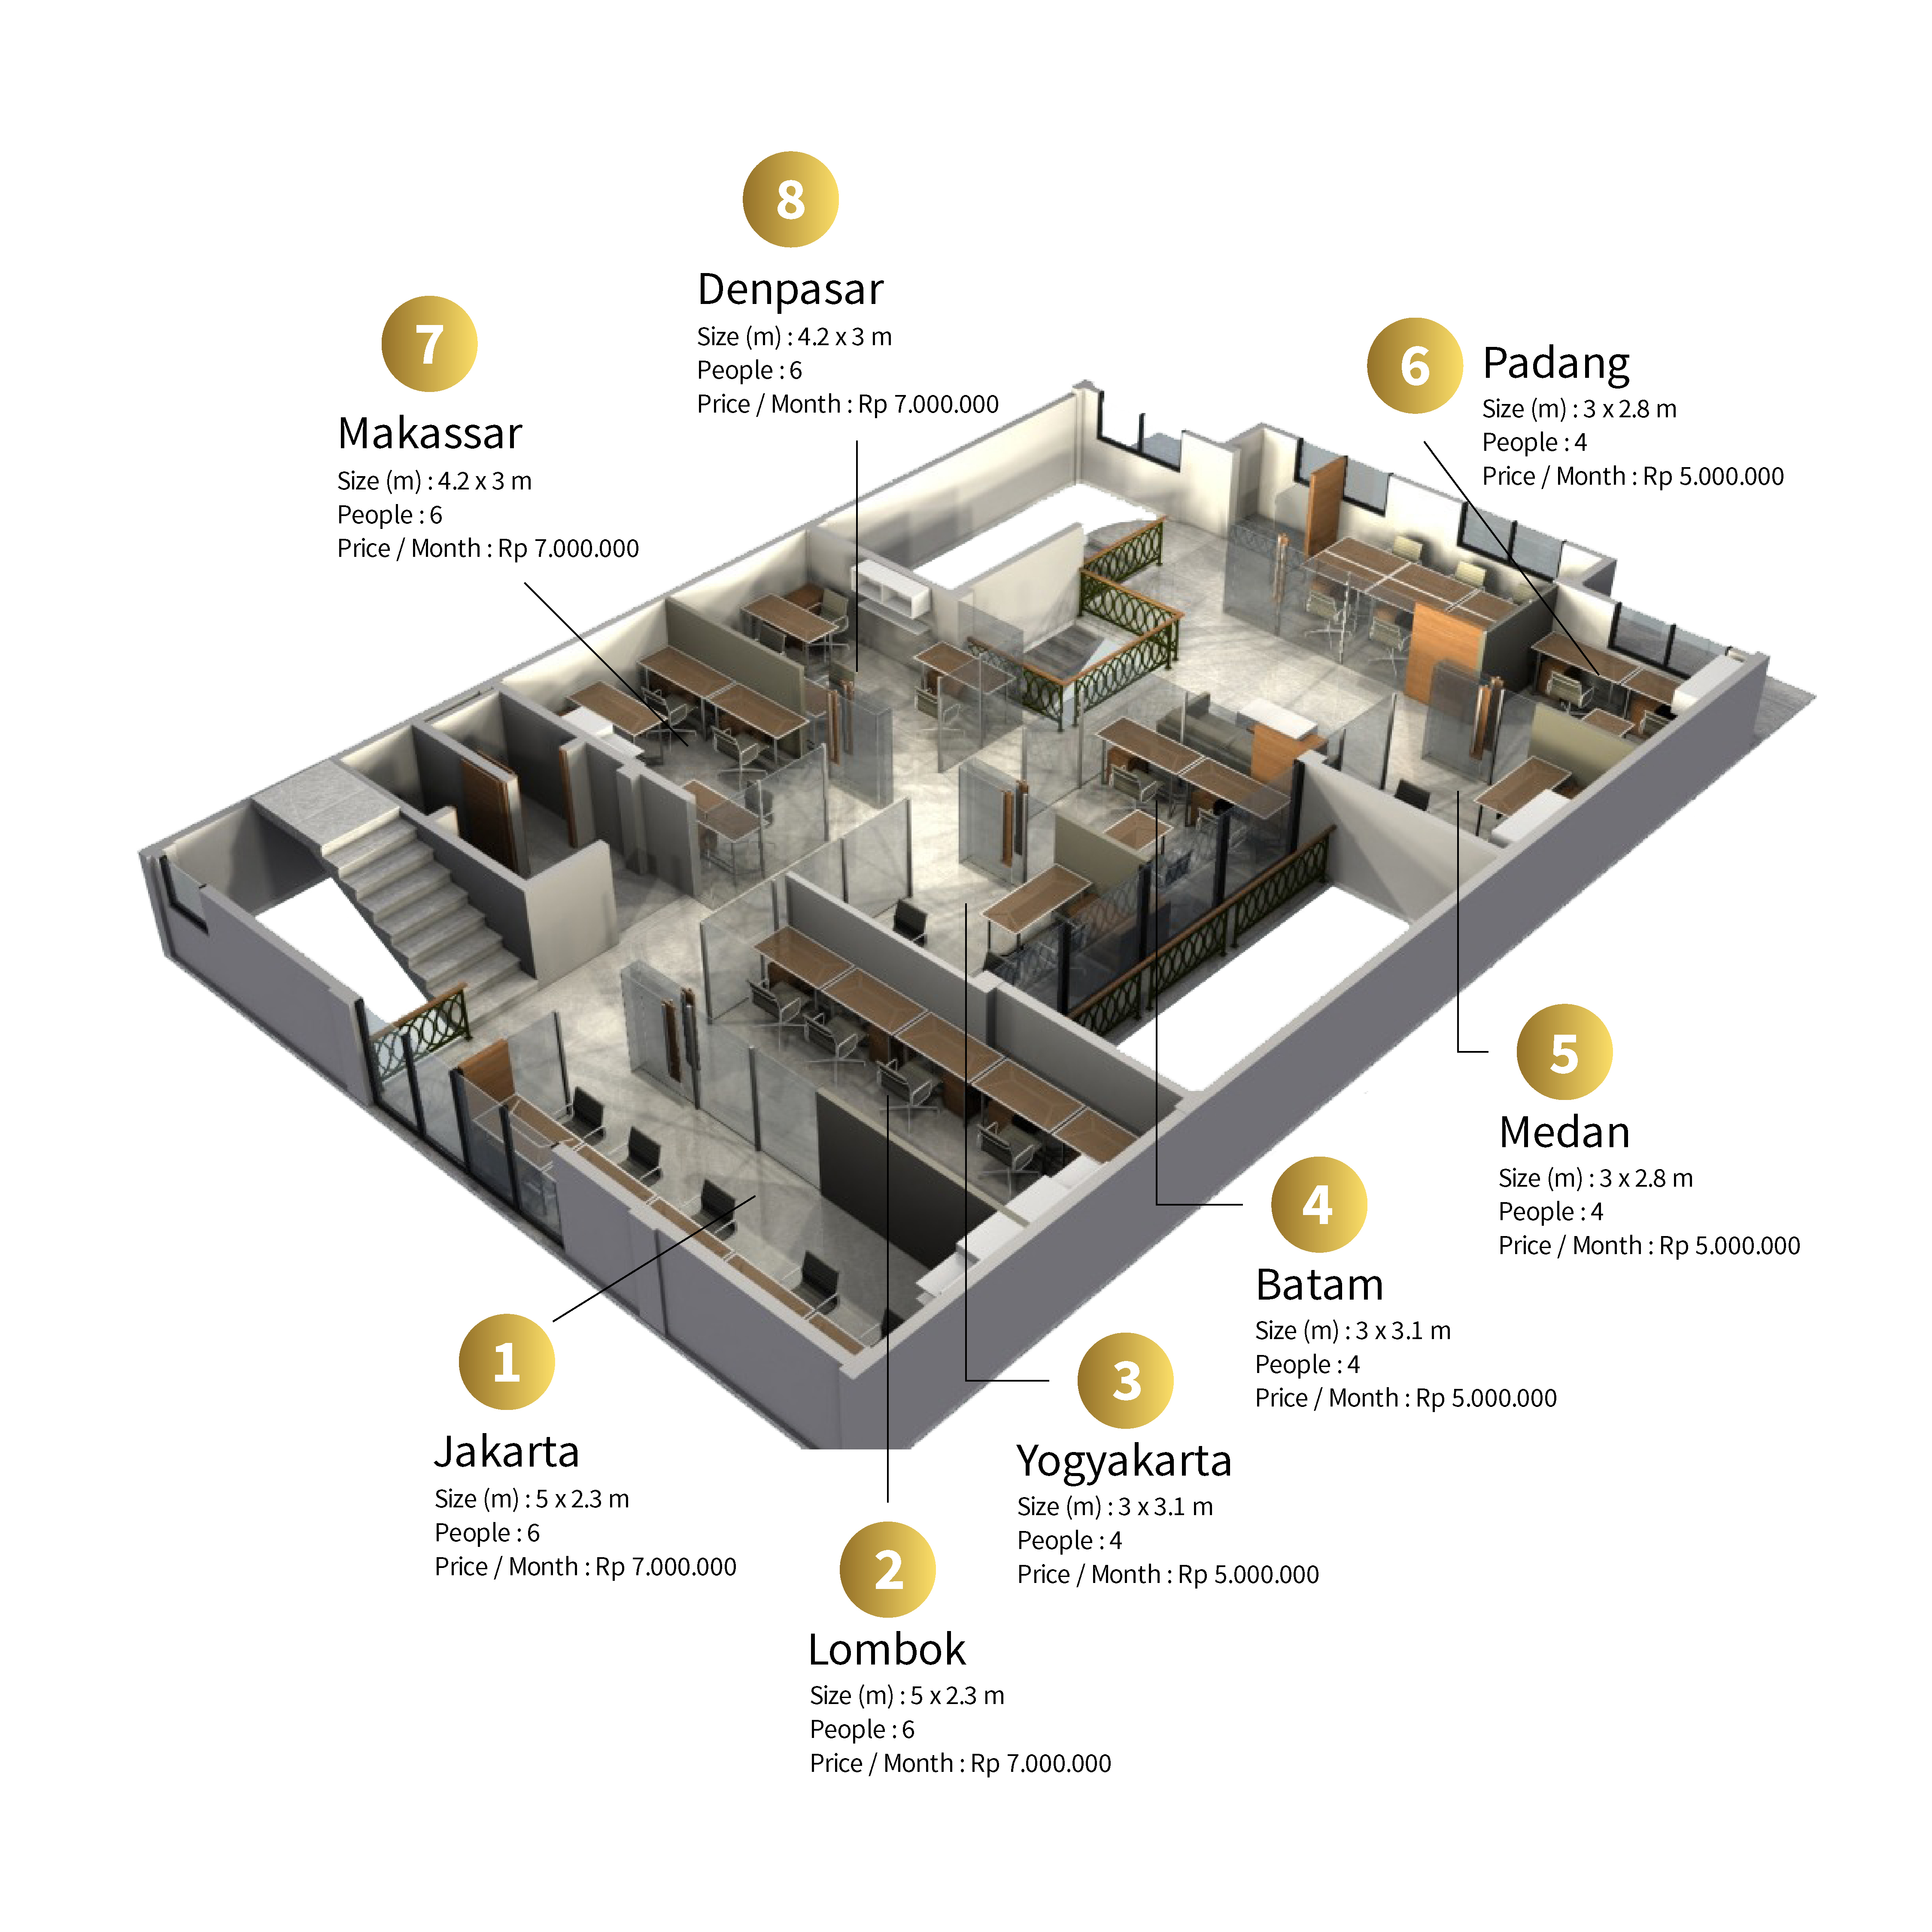 8
Denpasar
Size (m) : 4.2 x 3 m
People : 6
Price / Month : Rp 7.000.000
7
Makassar
Size (m) : 4.2 x 3 m
People : 6
Price / Month : Rp 7.000.000
6
Padang
Size (m) : 3 x 2.8 m
People : 4
Price / Month : Rp 5.000.000
5
Medan
Size (m) : 3 x 2.8 m
People : 4
Price / Month : Rp 5.000.000
4
Batam
Size (m) : 3 x 3.1 m
People : 4
Price / Month : Rp 5.000.000
3
Yogyakarta
Size (m) : 3 x 3.1 m
People : 4
Price / Month : Rp 5.000.000
1
Jakarta
Size (m) : 5 x 2.3 m
People : 6
Price / Month : Rp 7.000.000
2
Lombok
Size (m) : 5 x 2.3 m
People : 6
Price / Month : Rp 7.000.000